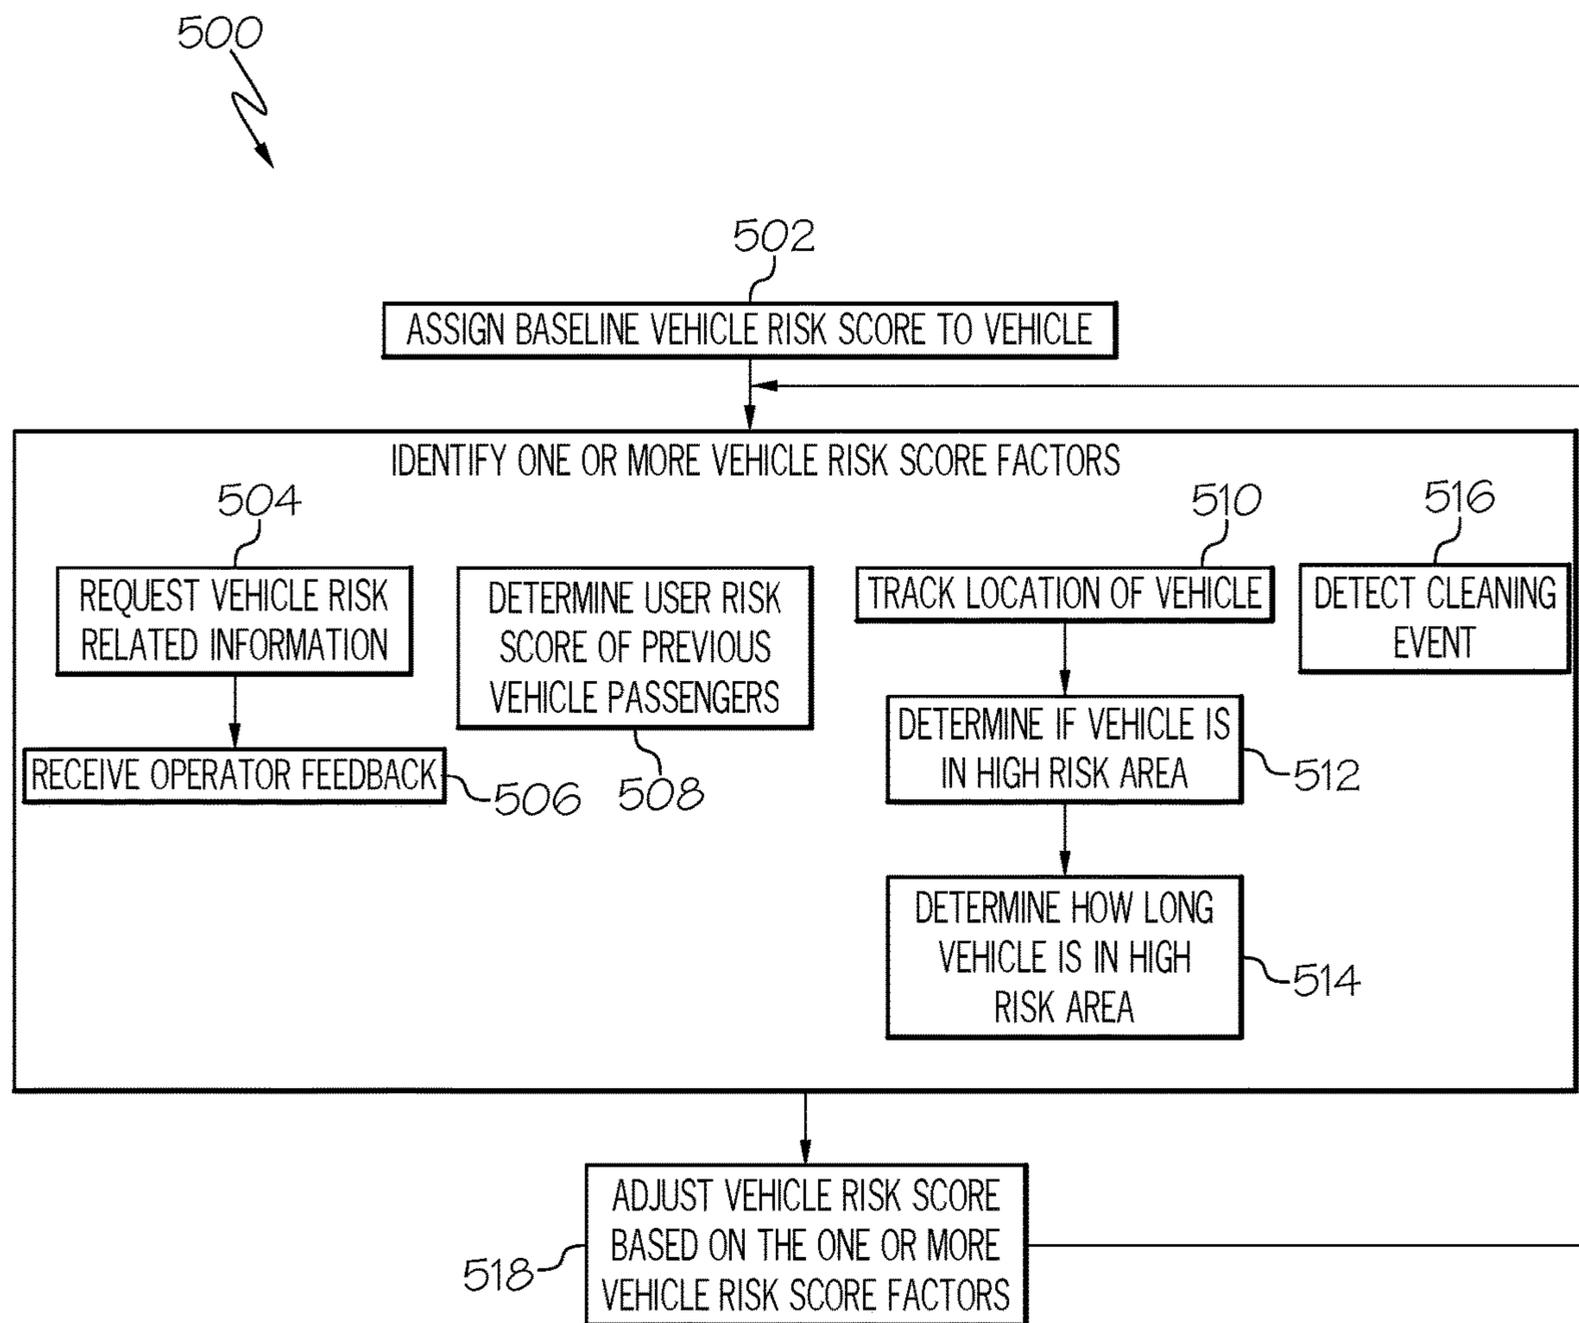 500
502
ASSIGN BASELINE VEHICLE RISK SCORE TO VEHICLE
IDENTIFY ONE OR MORE VEHICLE RISK SCORE FACTORS
504
REQUEST VEHICLE RISK
RELATED INFORMATION
RECEIVE OPERATOR FEEDBACK
506
DETERMINE USER RISK
SCORE OF PREVIOUS
VEHICLE PASSENGERS
508
510
TRACK LOCATION OF VEHICLE
DETERMINE IF VEHICLE IS
IN HIGH RISK AREA
512
DETERMINE HOW LONG
VEHICLE IS IN HIGH
RISK AREA
514
516
DETECT CLEANING
EVENT
ADJUST VEHICLE RISK SCORE
BASED ON THE ONE OR MORE
VEHICLE RISK SCORE FACTORS
518